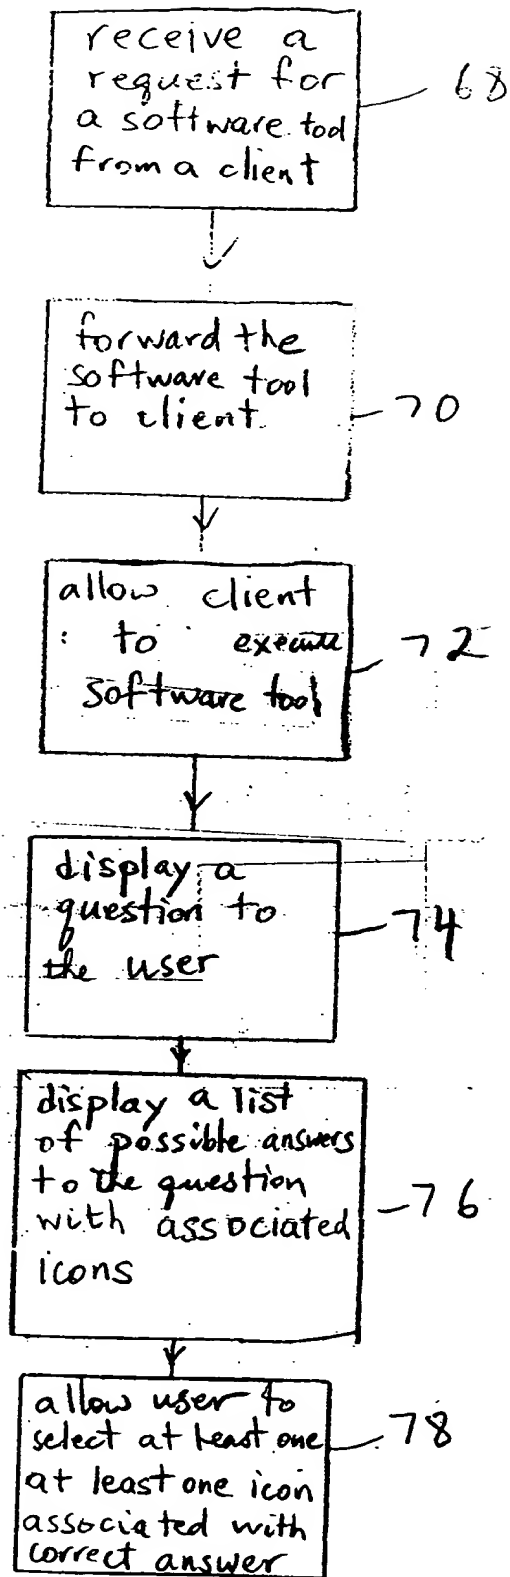 receive a
request for
a software tool
from a client
68
forward the
software tool
to client
70
allow client
to execute
software tool
72
display a
question to
the user
74
display a list
of possible answers
to the question
with associated
icons
76
allow user to
select at least one
at least one icon
associated with
correct answer
78